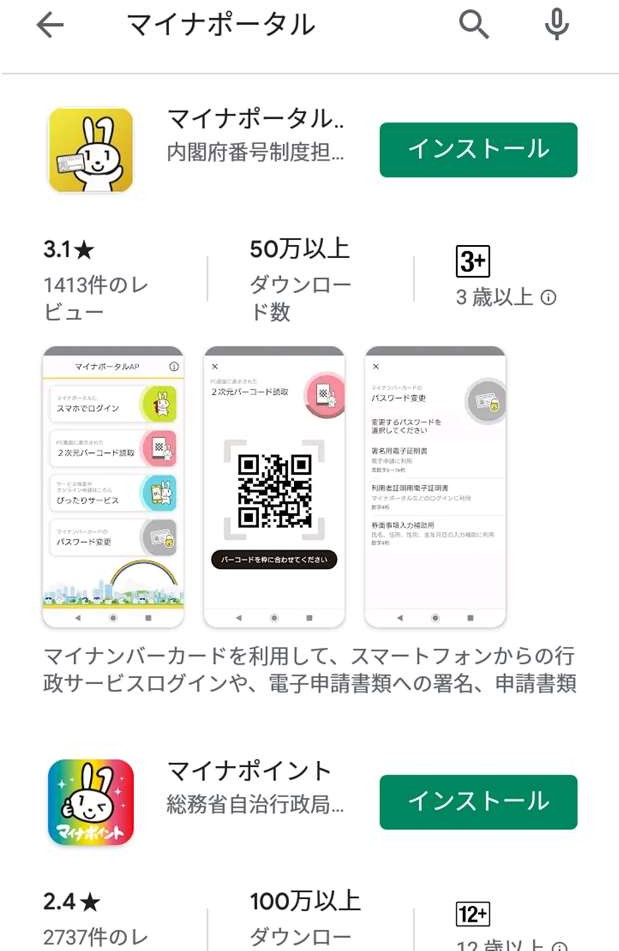 マイナポータル
マイナポータル..
内閣府番号制度担...
インストール
3.1★
1413件のレ
ビュー
50万以上
ダウンロー
ド数
3+
3 歳以上
マイナポータルAP
マイナポータルに
スマホでログイン
PC画面に表示された
2次元バーコード読取
サービス検索や
オンライン申請はこちら
ぴったりサービス
マイナンバーカードの
パスワード変更
PC画面に表示された
2次元バーコード読取
バーコードを枠に合わせてください
マイナンバーカードの
パスワード変更
変更するパスワードを
選択してください
署名用電子証明書
電子申請に利用
英数字6〜16桁
利用者証明用電子証明書
マイナポータルなどのログインに利用
数字4桁
券面事項入力補助用
氏名、住所、性別、生年月日の入力補助に利用
数字4桁
マイナンバーカードを利用して、スマートフォンからの行
政サービスログインや、電子申請書類への署名、申請書類
マイナポイント
マイナポイント
総務省自治行政局...
インストール
2.4★
2737件のレ
100万以上
ダウンロー
12+
12 歳以上